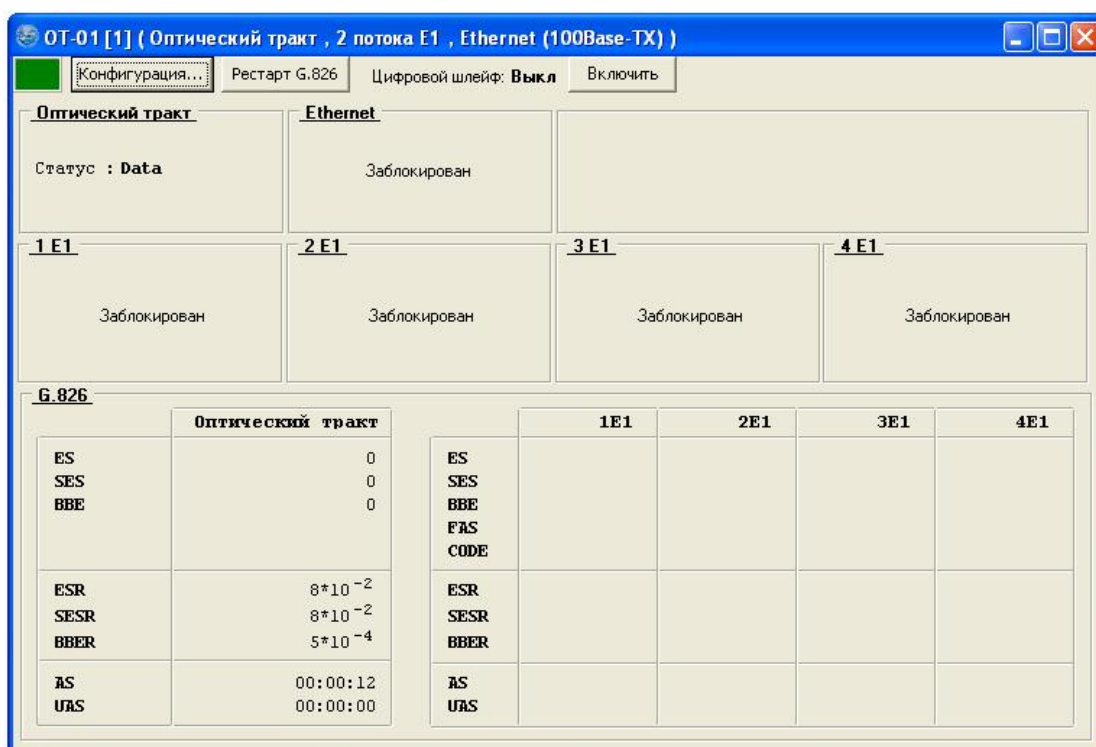 OT-01 [1] ( Оптический тракт , 2 потока E1 , Ethernet (100Base-TX) )
Конфигурация... Рестарт G.826 Цифровой шлейф: Выкл Включить
Оптический тракт Ethernet
Статус : Data Заблокирован
1 E1 2 E1 3 E1 4 E1
Заблокирован Заблокирован Заблокирован Заблокирован
G.826
Оптический тракт 1E1 2E1 3E1 4E1
ES 0 ES
SES 0 SES
BBE 0 BBE
FAS
CODE
ESR 8*10 -2 ESR
SESR 8*10 -2 SESR
BBER 5*10 -4 BBER
AS 00:00:12 AS
UAS 00:00:00 UAS